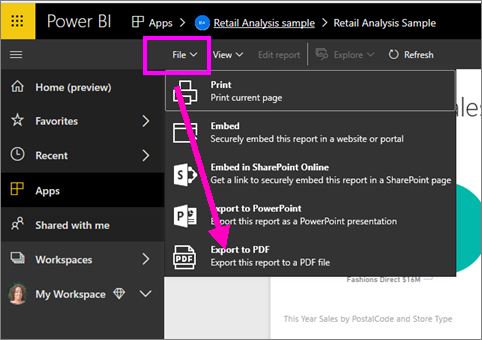 Power BI Apps > Retail Analysis sample > Retail Analysis Sample
File View Edit report Explore Refresh
Home (preview)
Favorites
Recent
Apps
Shared with me
Workspaces
My Workspace
Print
Print current page
Embed
Securely embed this report in a website or portal
Embed in SharePoint Online
Get a link to securely embed this report in a SharePoint page
Export to PowerPoint
Export this report as a PowerPoint presentation
Export to PDF
Export this report to a PDF file
Fashions Direct $16M
This Year Sales by PostalCode and Store Type